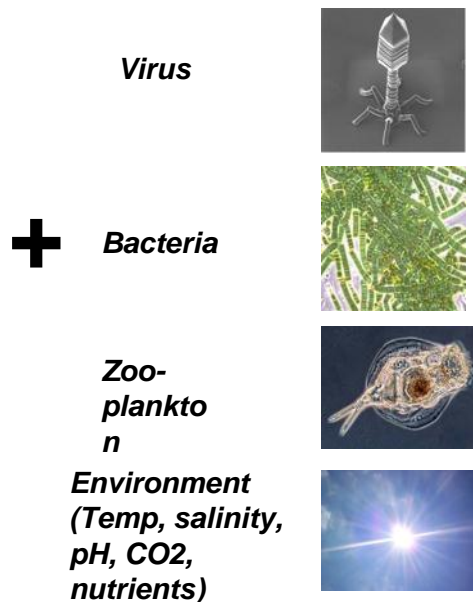 Virus
Bacteria
Zoo-
plankto
n
Environment
(Temp, salinity,
pH, CO2,
nutrients)